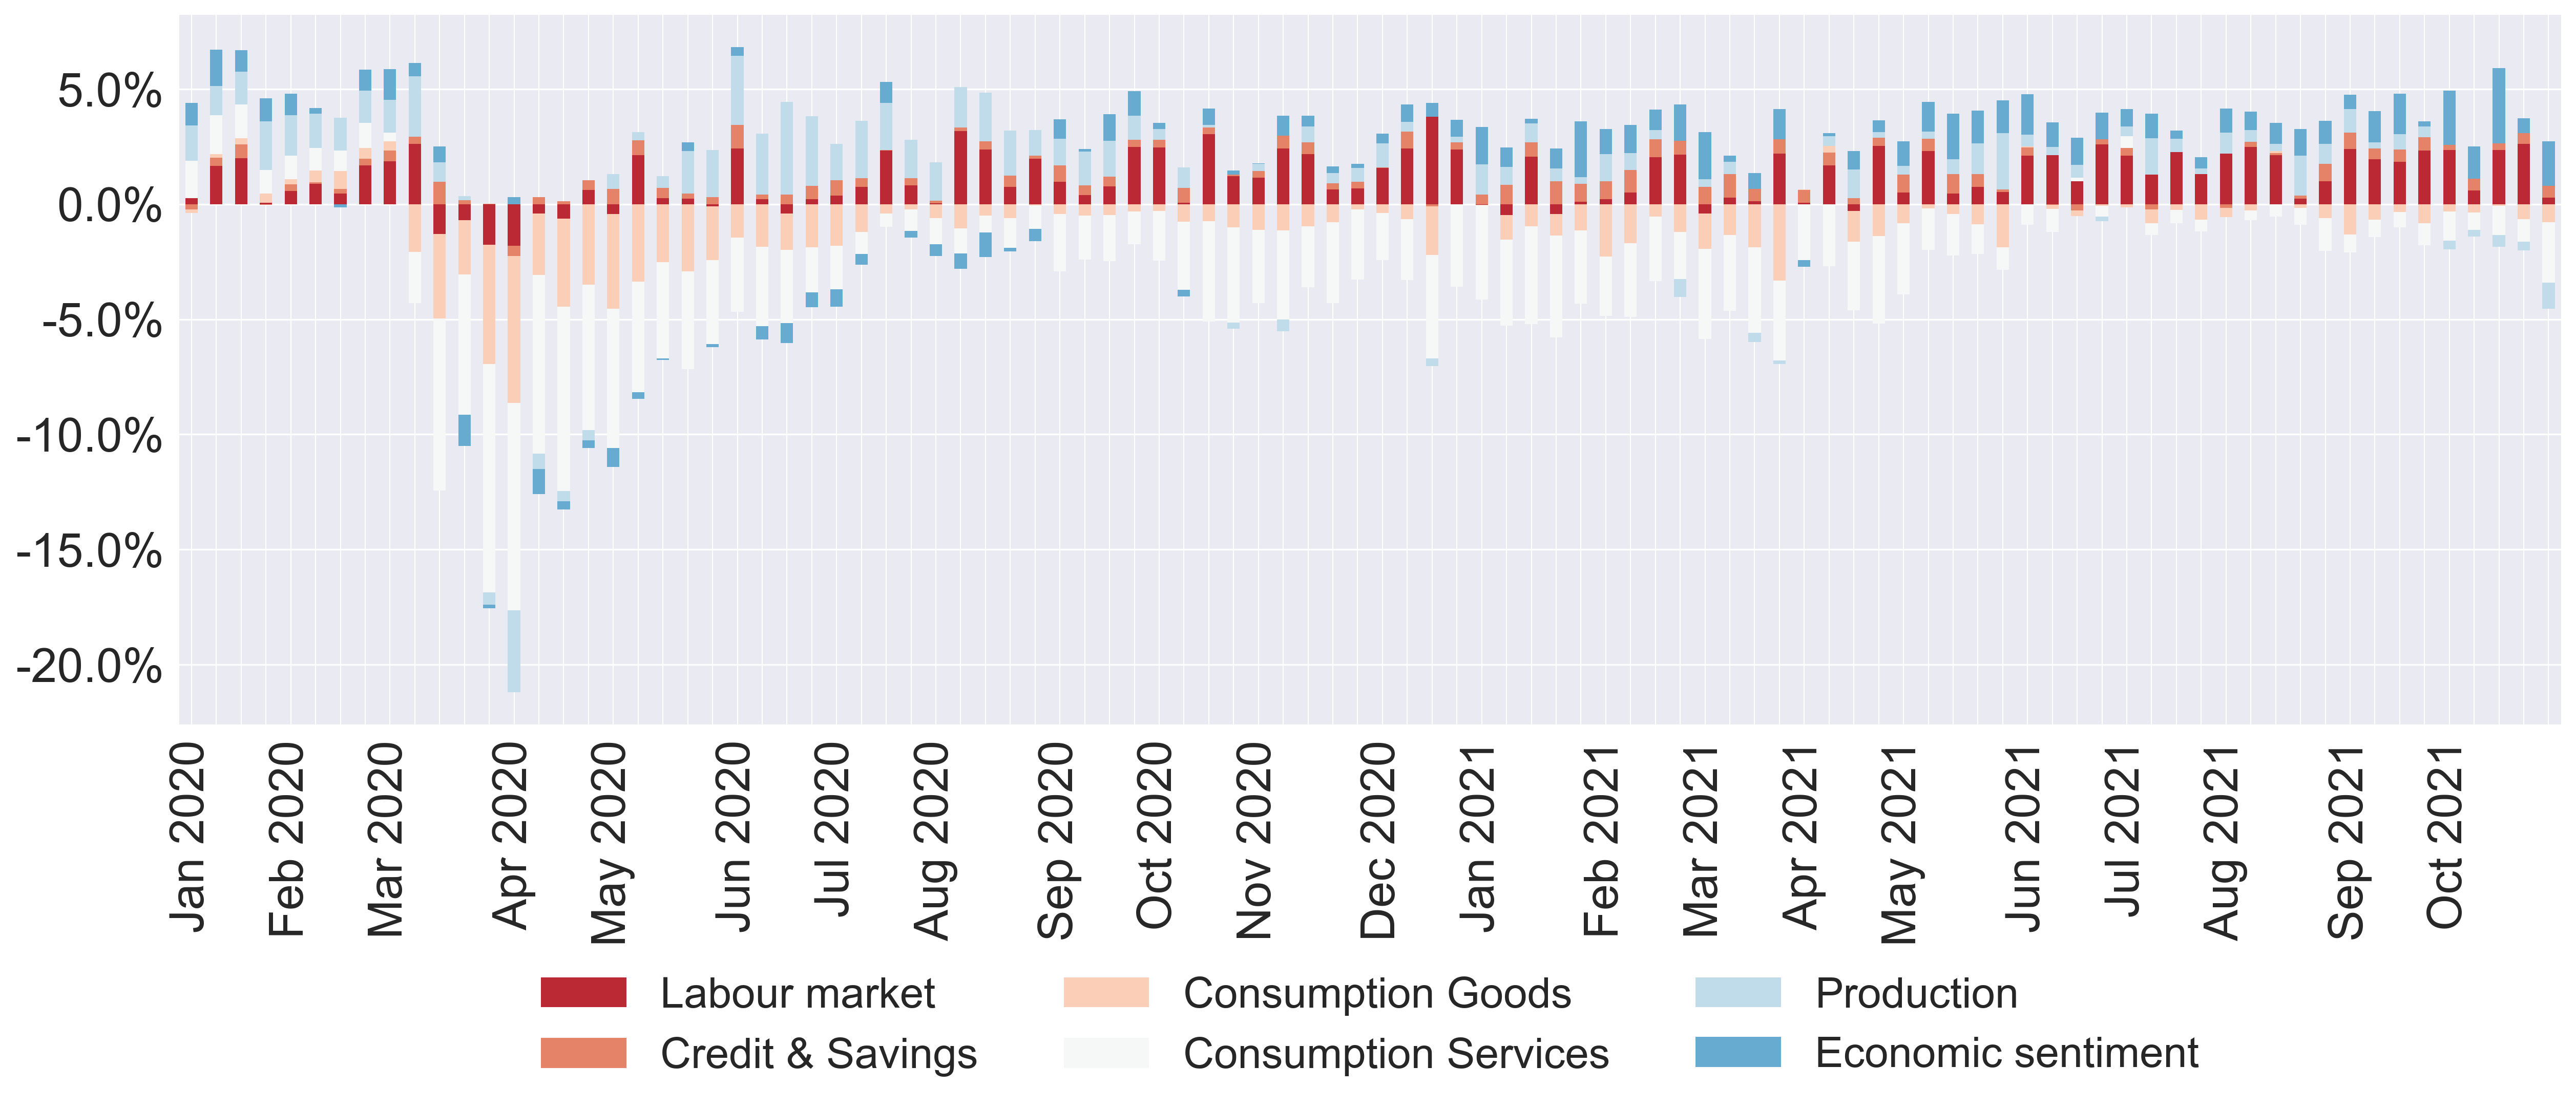 5.0%
0.0%
-5.0%
-10.0%
-15.0%
-20.0%
Jan 2020
Feb 2020
Mar 2020
Apr 2020
May 2020
Jun 2020
Jul 2020
Aug 2020
Sep 2020
Oct 2020
Nov 2020
Dec 2020
Jan 2021
Feb 2021
Mar 2021
Apr 2021
May 2021
Jun 2021
Jul 2021
Aug 2021
Sep 2021
Oct 2021
Labour market
Consumption Goods
Production
Credit & Savings
Consumption Services
Economic sentiment